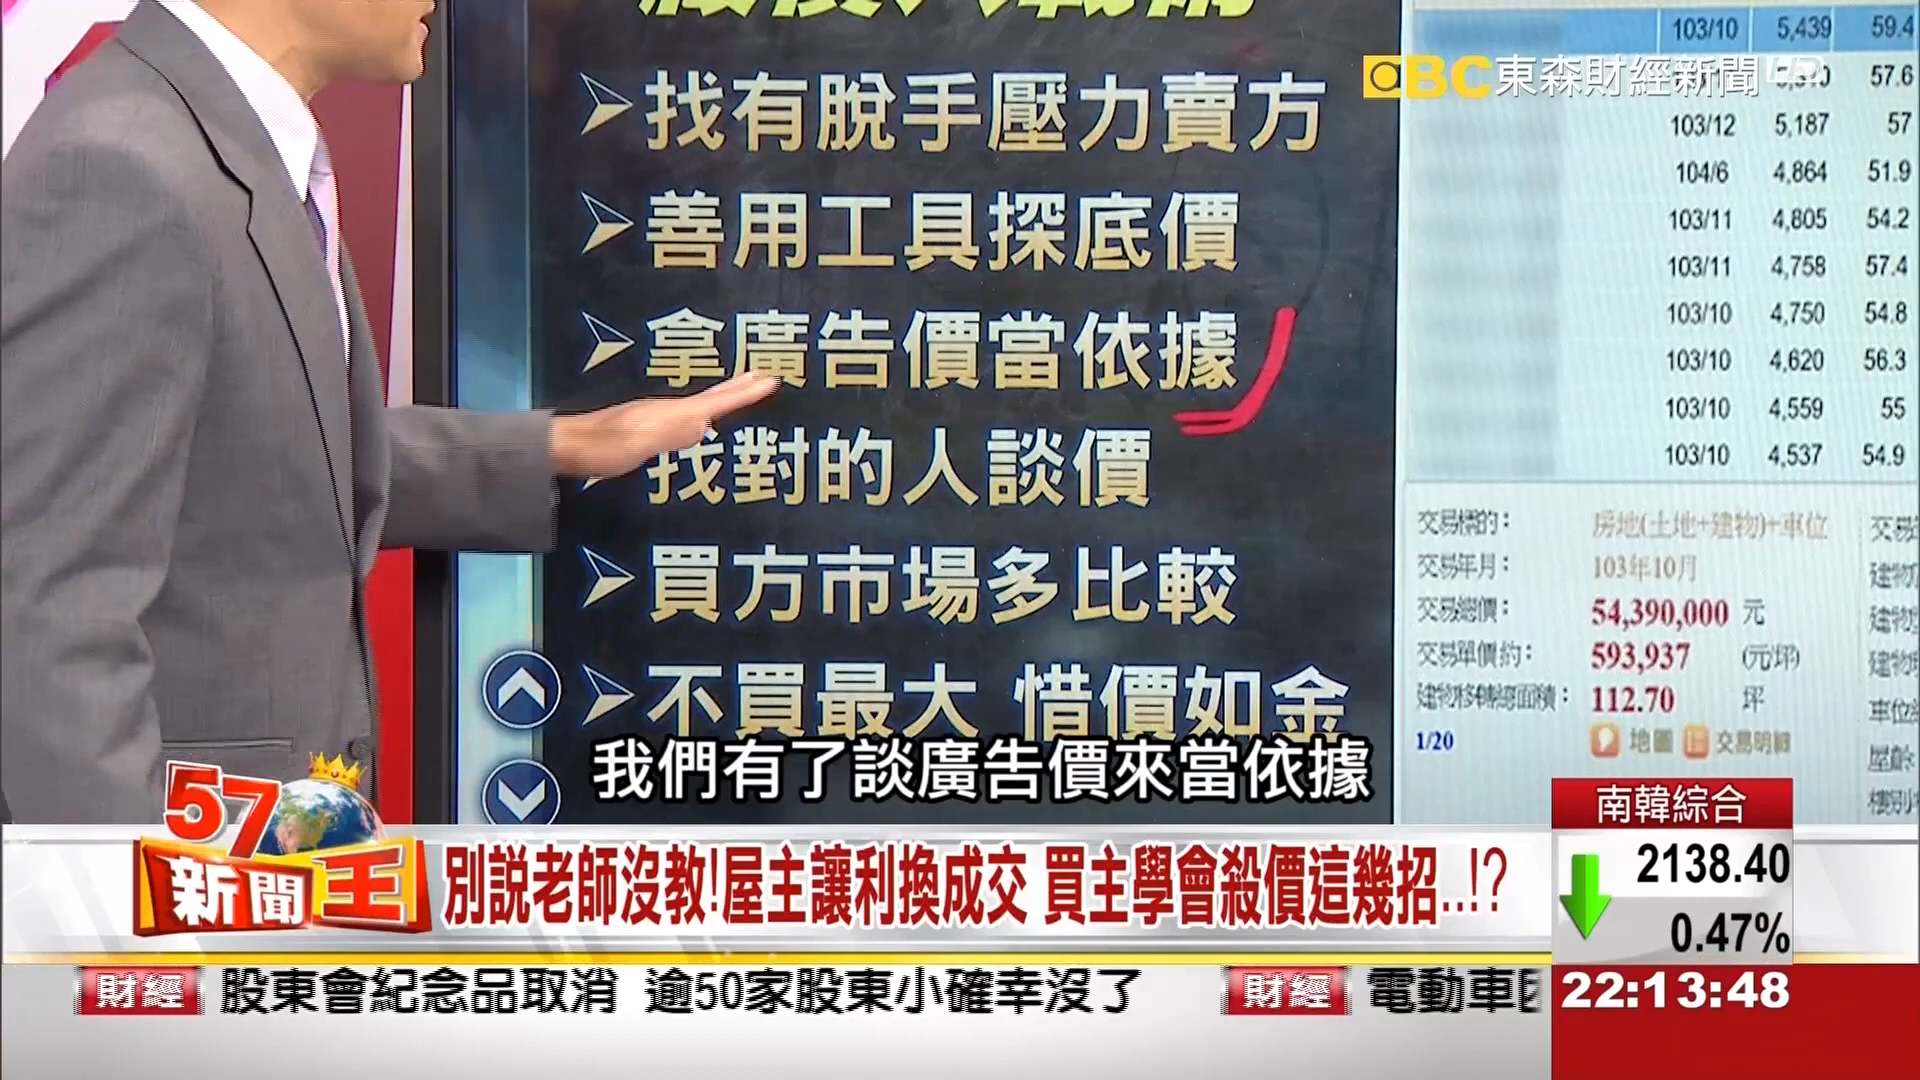 EBC 東森財經新聞
找有脫手壓力賣方
善用工具探底價
拿廣告價當依據
找對的人談價
買方市場多比較
不買最大 惜價如金
103/10 5,439 59.4
57.6
103/12 5,187 57
104/6 4,864 51.9
103/11 4,805 54.2
103/11 4,758 57.4
103/10 4,750 54.8
103/10 4,620 56.3
103/10 4,559 55
103/10 4,537 54.9
交易標的: 房地(土地+建物)+車位
交易年月: 103年10月
交易總價: 54,390,000 元
交易單價約: 593,937 (元/坪)
建物移轉總面積: 112.70 坪
1/20 地圖 交易明細
我們有了談廣告價來當依據
57新聞王
別說老師沒教!屋主讓利換成交 買主學會殺價這幾招..!?
南韓綜合
2138.40
0.47%
財經 股東會紀念品取消 逾50家股東小確幸沒了 財經 電動車
22:13:48